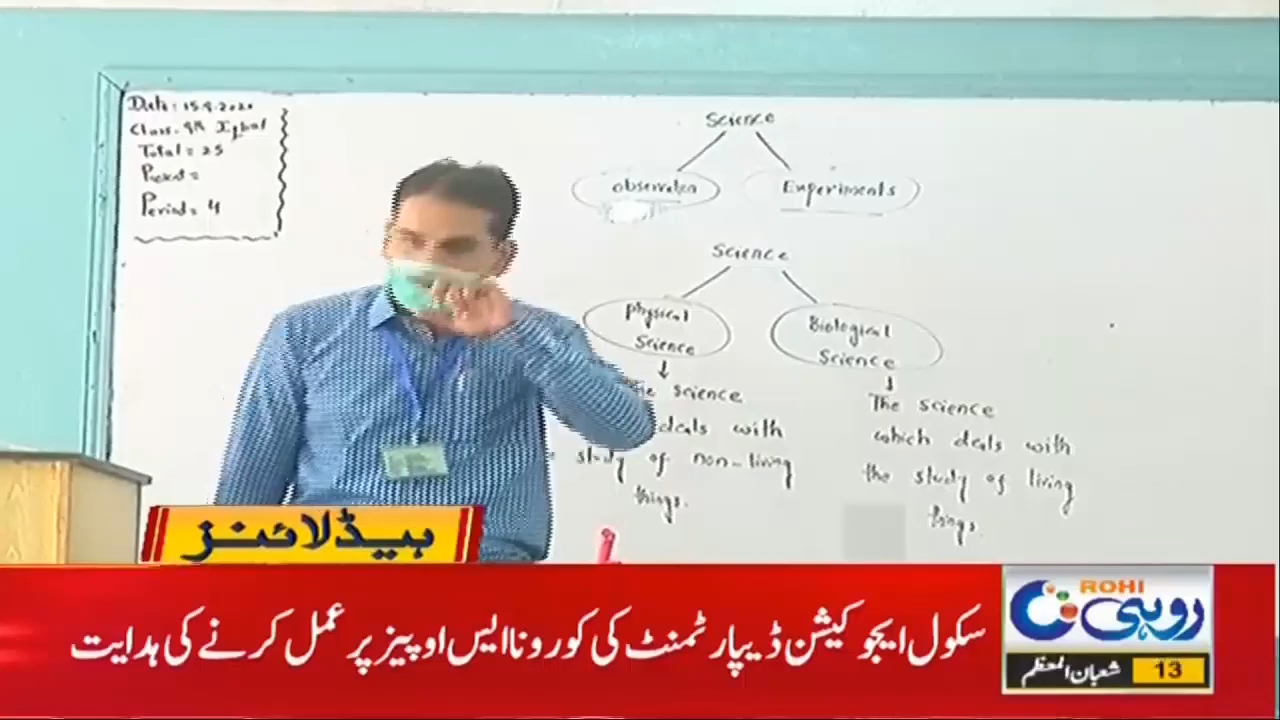 Date: 15.9.2020
Class. 9R Iqbal
Total = 25
Period = 4
Science
Observation
Experiments
Science
Physical
Science
Biological
Science
The science
which deals with
the study of living
things.
science
deals with
study of non-living
things.
ہیڈلائنز
سکول ایجوکیشن ڈیپارٹمنٹ کی کورونا ایس او پیز پر عمل کرنے کی ہدایت
ROHI
روہی
شعبان المعظم 13